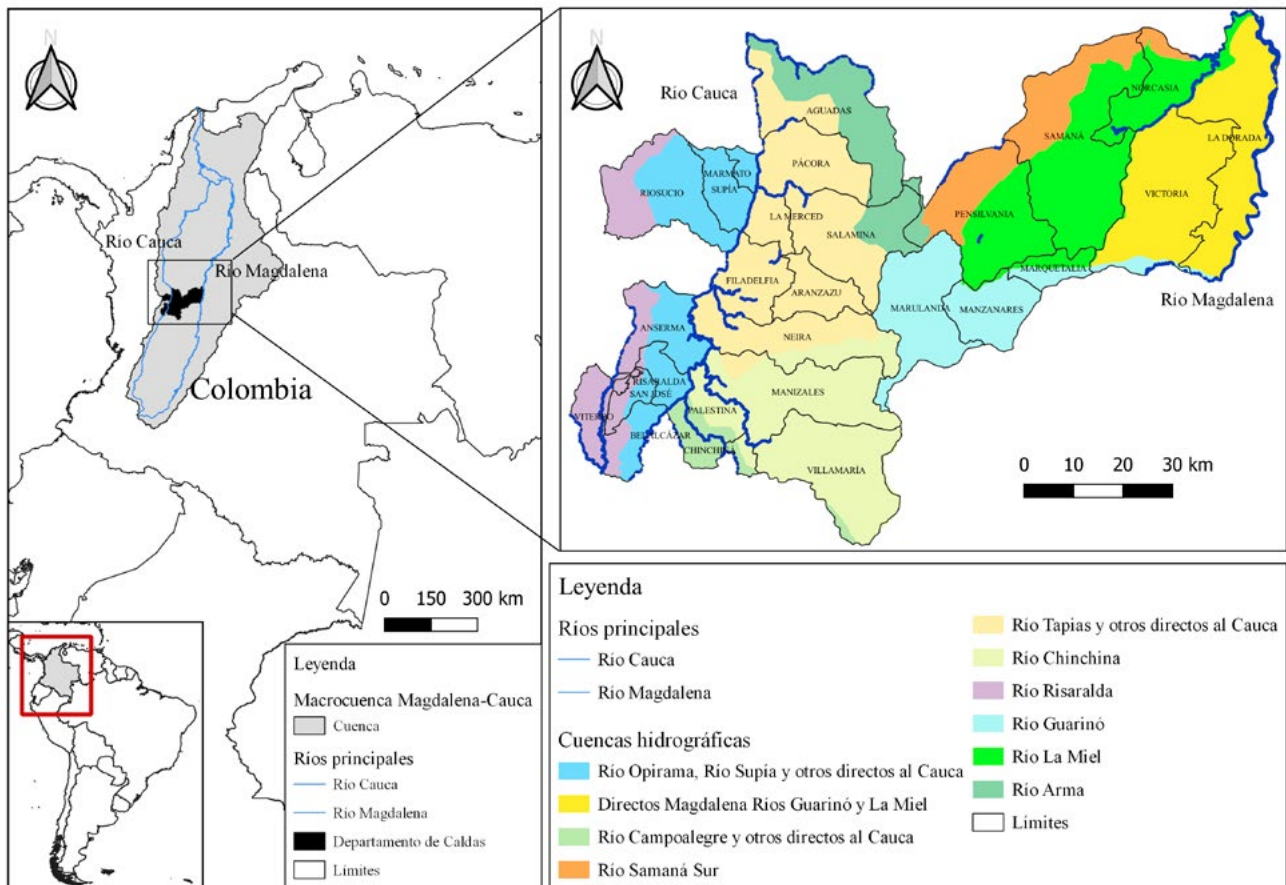 N
Río Cauca
Río Magdalena
Colombia
0 150 300 km
Leyenda
Macrocuenca Magdalena-Cauca
Cuenca
Ríos principales
Río Cauca
Río Magdalena
Departamento de Caldas
Límites
N
Río Cauca
AGUADAS
NORCASIA
SAMANÁ
LA DORADA
PÁCORA
MARMATO
RIOSUCIO
SUPÍA
VICTORIA
LA MERCED
PENSILVANIA
SALAMINA
MARQUETALIA
FILADELFIA
ARANZAZU
MARULANDA
MANZANARES
Río Magdalena
ANSERMA
NEIRA
RISARALDA
SAN JOSÉ
MANIZALES
VITERBO
PALESTINA
BELALCÁZAR
CHINCHINÁ
VILLAMARÍA
0 10 20 30 km
Leyenda
Ríos principales
Río Cauca
Río Magdalena
Cuencas hidrográficas
Río Opirama, Río Supía y otros directos al Cauca
Directos Magdalena Ríos Guarinó y La Miel
Río Campoalegre y otros directos al Cauca
Río Samaná Sur
Río Tapias y otros directos al Cauca
Río Chinchina
Río Risaralda
Río Guarinó
Río La Miel
Río Arma
Límites